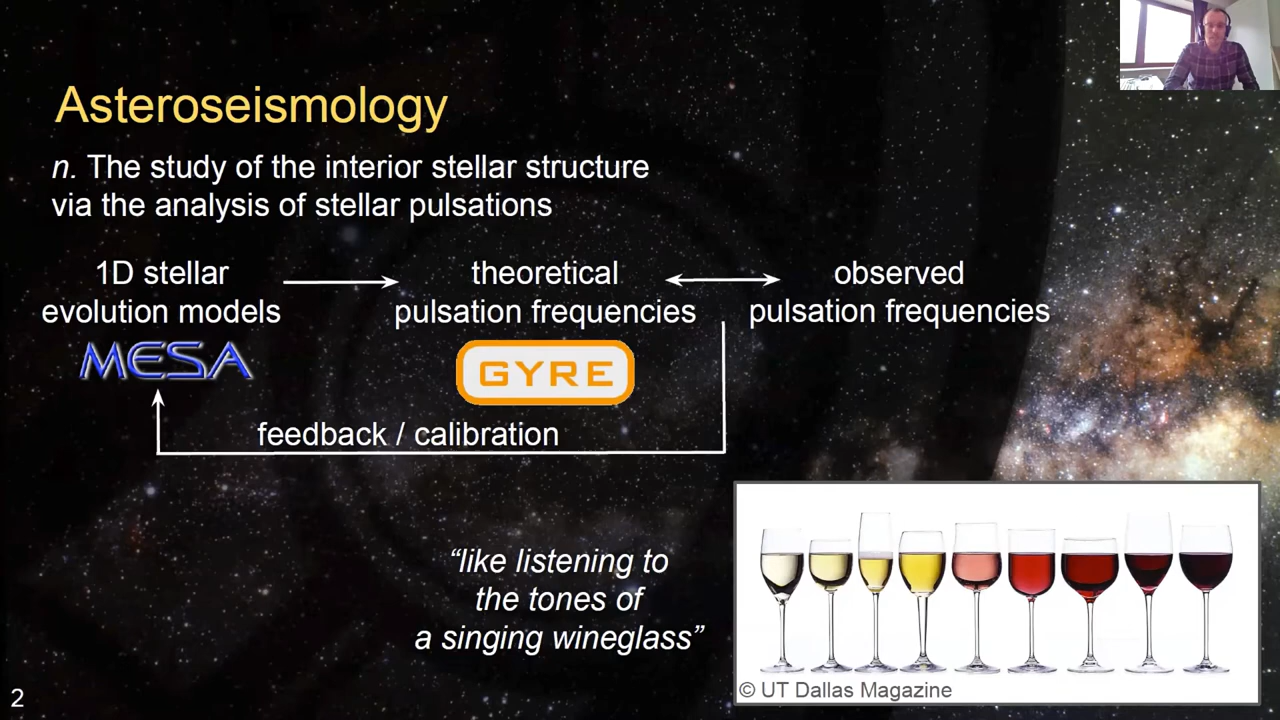 Asteroseismology
n. The study of the interior stellar structure
via the analysis of stellar pulsations
1D stellar
evolution models
MESA
theoretical
pulsation frequencies
GYRE
observed
pulsation frequencies
feedback / calibration
“like listening to
the tones of
a singing wineglass”
© UT Dallas Magazine
2